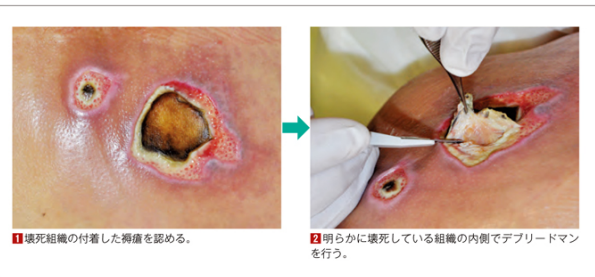 1壊死組織の付着した褥瘡を認める。
2明らかに壊死している組織の内側でデブリードマン
を行う。